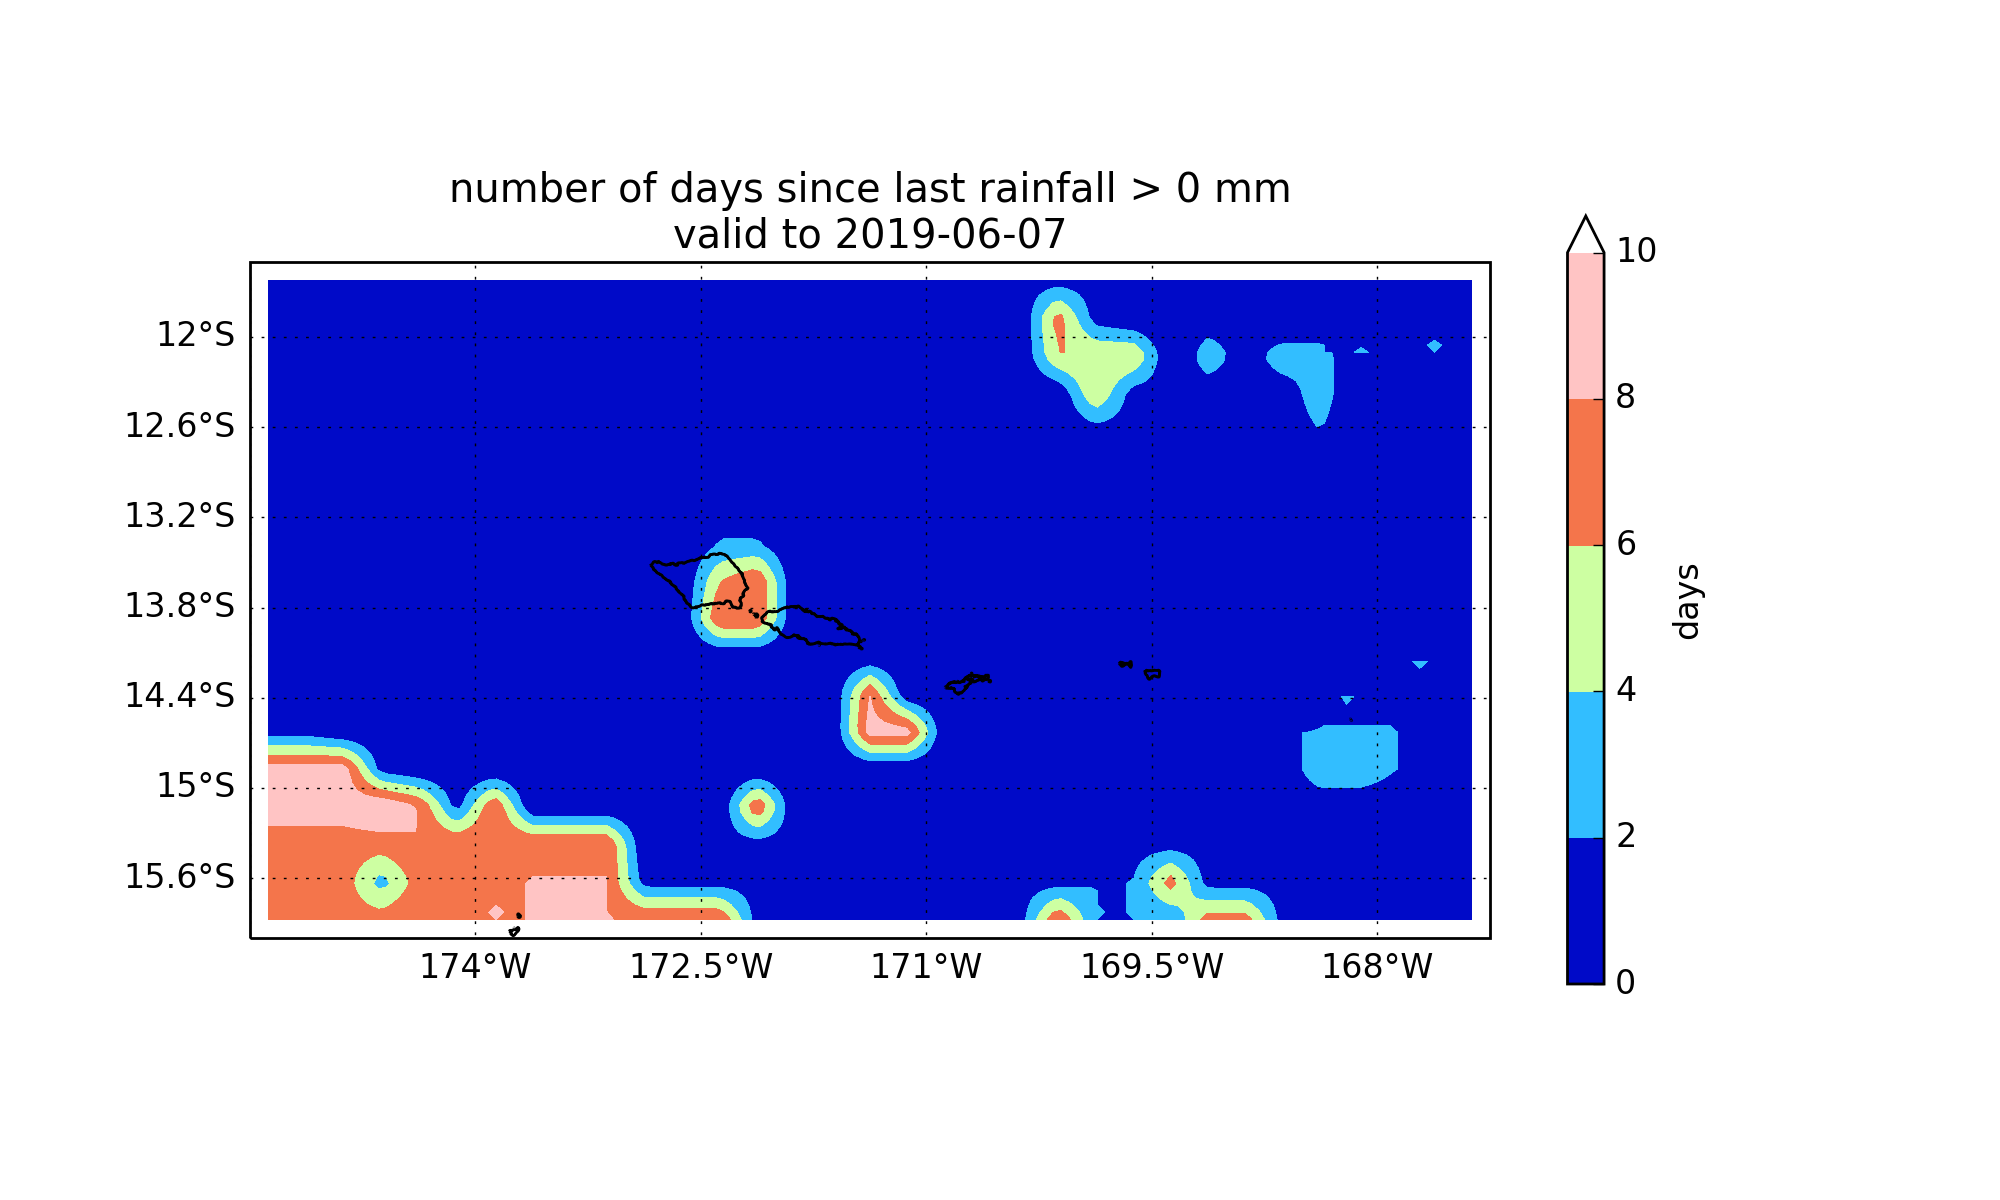 number of days since last rainfall > 0 mm
valid to 2019-06-07
12°S
12.6°S
13.2°S
13.8°S
14.4°S
15°S
15.6°S
174°W 172.5°W 171°W 169.5°W 168°W
10
8
6
4
2
0
days